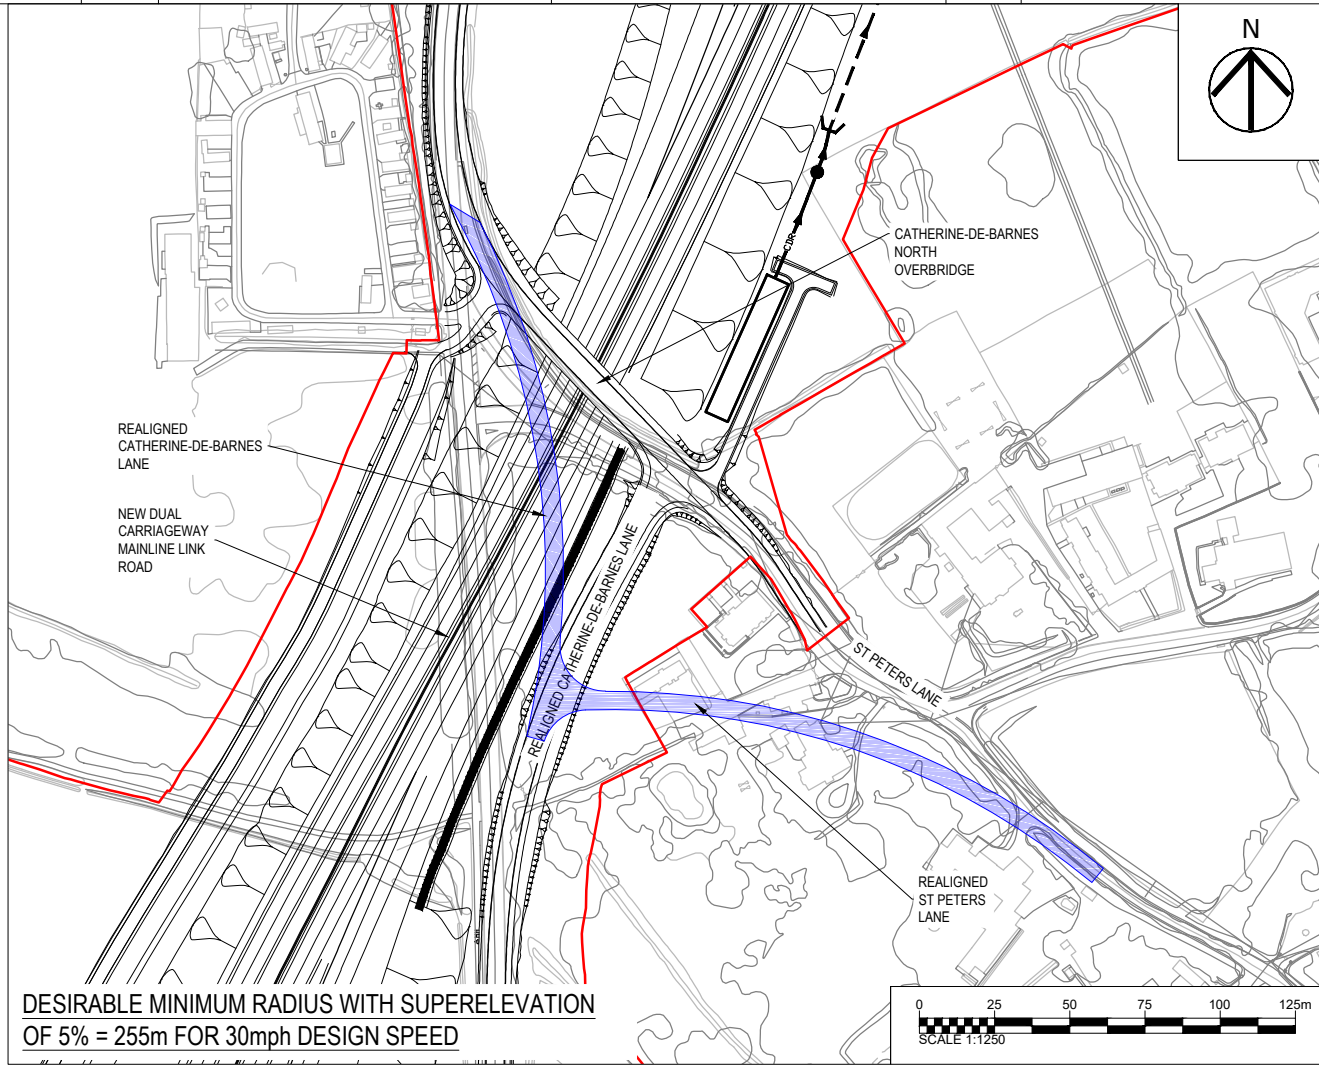 N
CATHERINE-DE-BARNES
NORTH
OVERBRIDGE
CDR
REALIGNED
CATHERINE-DE-BARNES
LANE
NEW DUAL
CARRIAGEWAY
MAINLINE LINK
ROAD
REALIGNED CATHERINE-DE-BARNES LANE
ST PETERS LANE
REALIGNED
ST PETERS
LANE
DESIRABLE MINIMUM RADIUS WITH SUPERELEVATION
OF 5% = 255m FOR 30mph DESIGN SPEED
0 25 50 75 100 125m
SCALE 1:1250